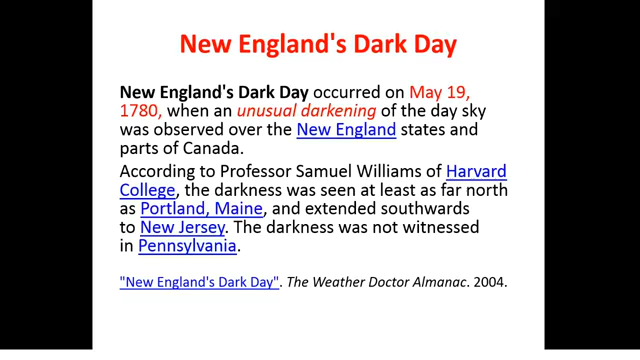 New England's Dark Day
New England's Dark Day occurred on May 19,
1780, when an unusual darkening of the day sky
was observed over the New England states and
parts of Canada.
According to Professor Samuel Williams of Harvard
College, the darkness was seen at least as far north
as Portland, Maine, and extended southwards
to New Jersey. The darkness was not witnessed
in Pennsylvania.
"New England's Dark Day". The Weather Doctor Almanac. 2004.